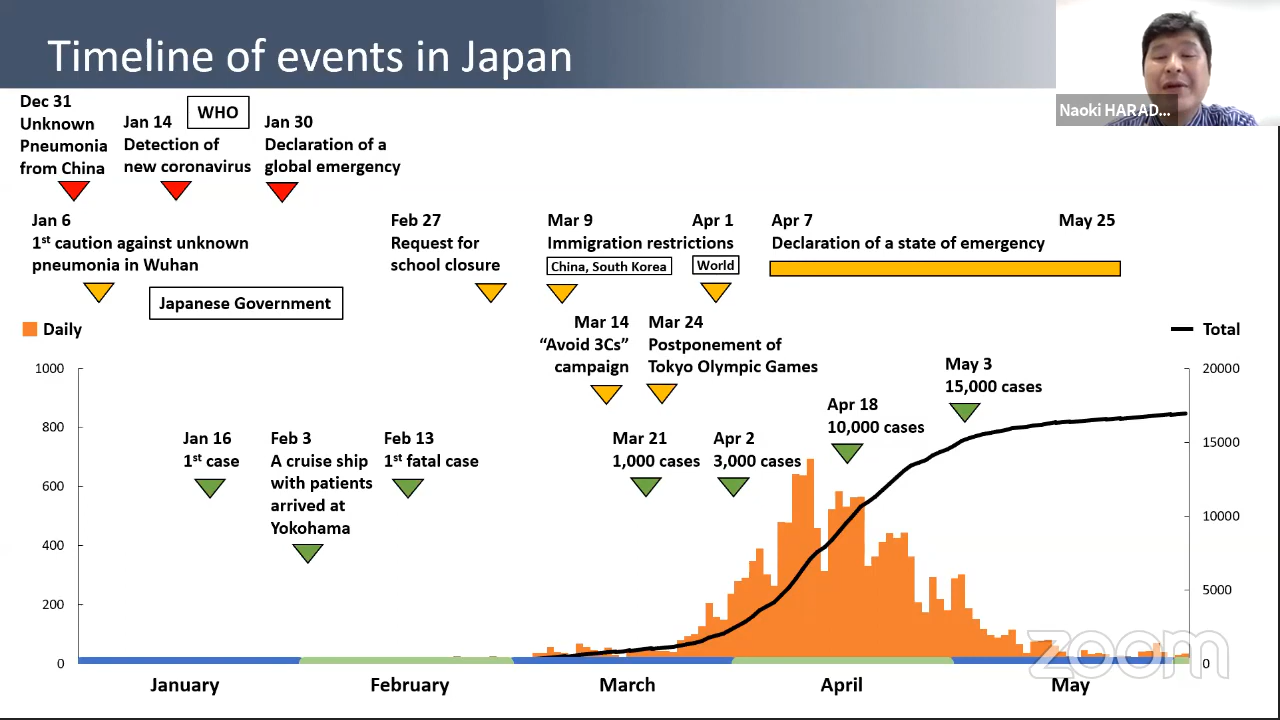 Timeline of events in Japan
Naoki HARAD...
Dec 31
Unknown
Pneumonia
from China
Jan 14
Detection of
new coronavirus
WHO
Jan 30
Declaration of a
global emergency
Jan 6
1st caution against unknown
pneumonia in Wuhan
Japanese Government
Feb 27
Request for
school closure
Mar 9
Apr 1
Immigration restrictions
China, South Korea
World
Apr 7
May 25
Declaration of a state of emergency
Mar 14
“Avoid 3Cs”
campaign
Mar 24
Postponement of
Tokyo Olympic Games
Daily
Total
Jan 16
1st case
Feb 3
A cruise ship
with patients
arrived at
Yokohama
Feb 13
1st fatal case
Mar 21
1,000 cases
Apr 2
3,000 cases
Apr 18
10,000 cases
May 3
15,000 cases
1000
800
600
400
200
0
20000
15000
10000
5000
0
January
February
March
April
May
zoom